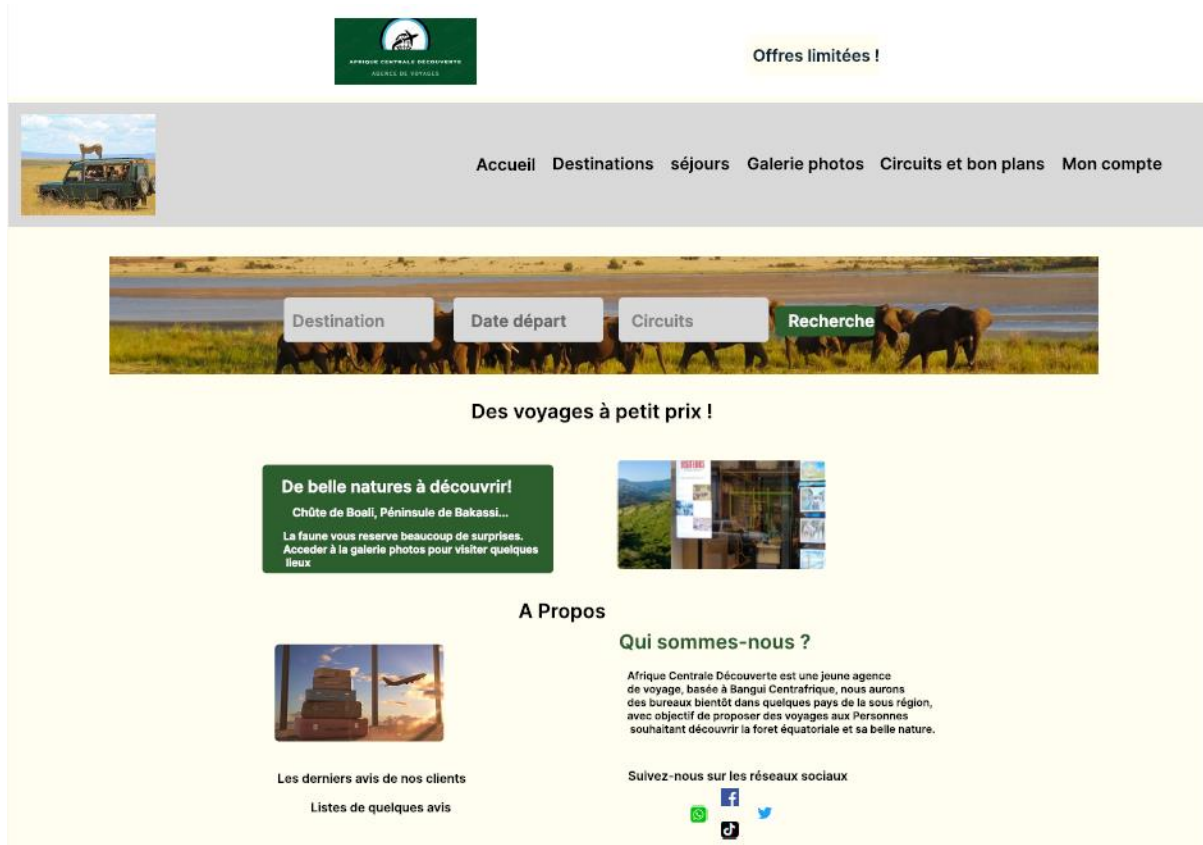 AFRIQUE CENTRALE DÉCOUVERTE
AGENCE DE VOYAGES
Offres limitées !
Accueil Destinations séjours Galerie photos Circuits et bon plans Mon compte
Destination Date départ Circuits Recherche
Des voyages à petit prix !
De belle natures à découvrir!
Chûte de Boali, Péninsule de Bakassi...
La faune vous reserve beaucoup de surprises.
Acceder à la galerie photos pour visiter quelques
lieux
A Propos
Qui sommes-nous ?
Afrique Centrale Découverte est une jeune agence
de voyage, basée à Bangui Centrafrique, nous aurons
des bureaux bientôt dans quelques pays de la sous région,
avec objectif de proposer des voyages aux Personnes
souhaitant découvrir la foret équatoriale et sa belle nature.
Les derniers avis de nos clients
Listes de quelques avis
Suivez-nous sur les réseaux sociaux